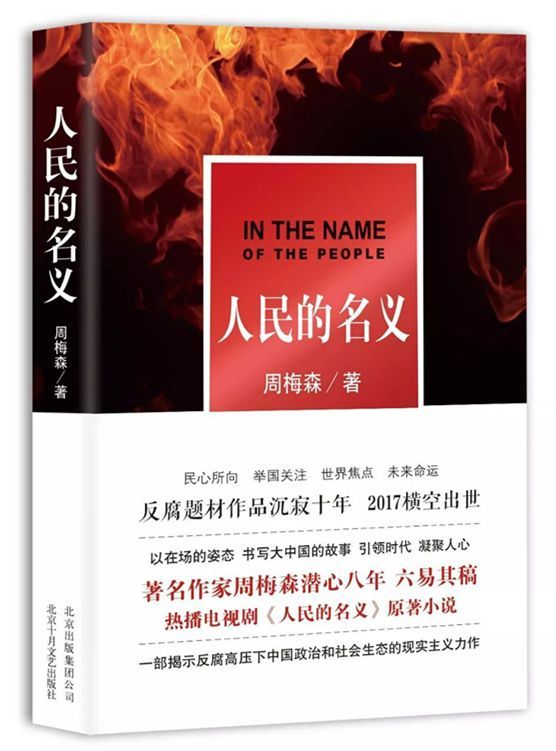 人民的名义
周梅森/著
北京出版集团公司
北京十月文艺出版社
IN THE NAME
OF THE PEOPLE
人民的名义
周梅森/著
民心所向 举国关注 世界焦点 未来命运
反腐题材作品沉寂十年 2017横空出世
以在场的姿态 书写大中国的故事 引领时代 凝聚人心
著名作家周梅森潜心八年 六易其稿
热播电视剧《人民的名义》原著小说
一部揭示反腐高压下中国政治和社会生态的现实主义力作